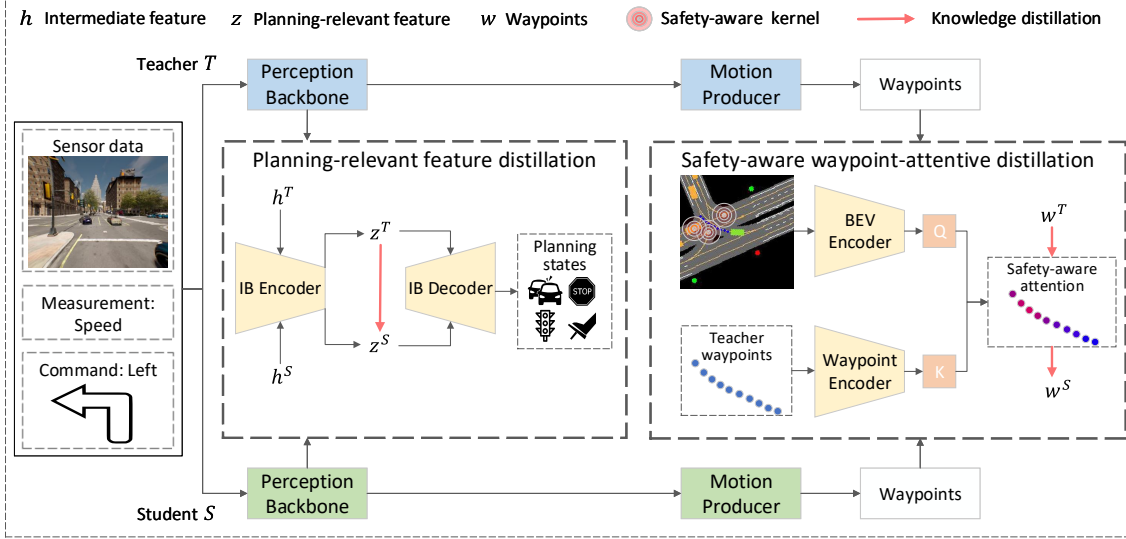 h Intermediate feature
z Planning-relevant feature
w Waypoints
Safety-aware kernel
Knowledge distillation
Teacher T
Perception
Backbone
Motion
Producer
Waypoints
Sensor data
Measurement:
Speed
Command: Left
Planning-relevant feature distillation
h^T
z^T
IB Encoder
IB Decoder
z^S
h^S
Planning
states
STOP
Safety-aware waypoint-attentive distillation
BEV
Encoder
Q
w^T
Safety-aware
attention
Teacher
waypoints
Waypoint
Encoder
K
w^S
Perception
Backbone
Motion
Producer
Waypoints
Student S